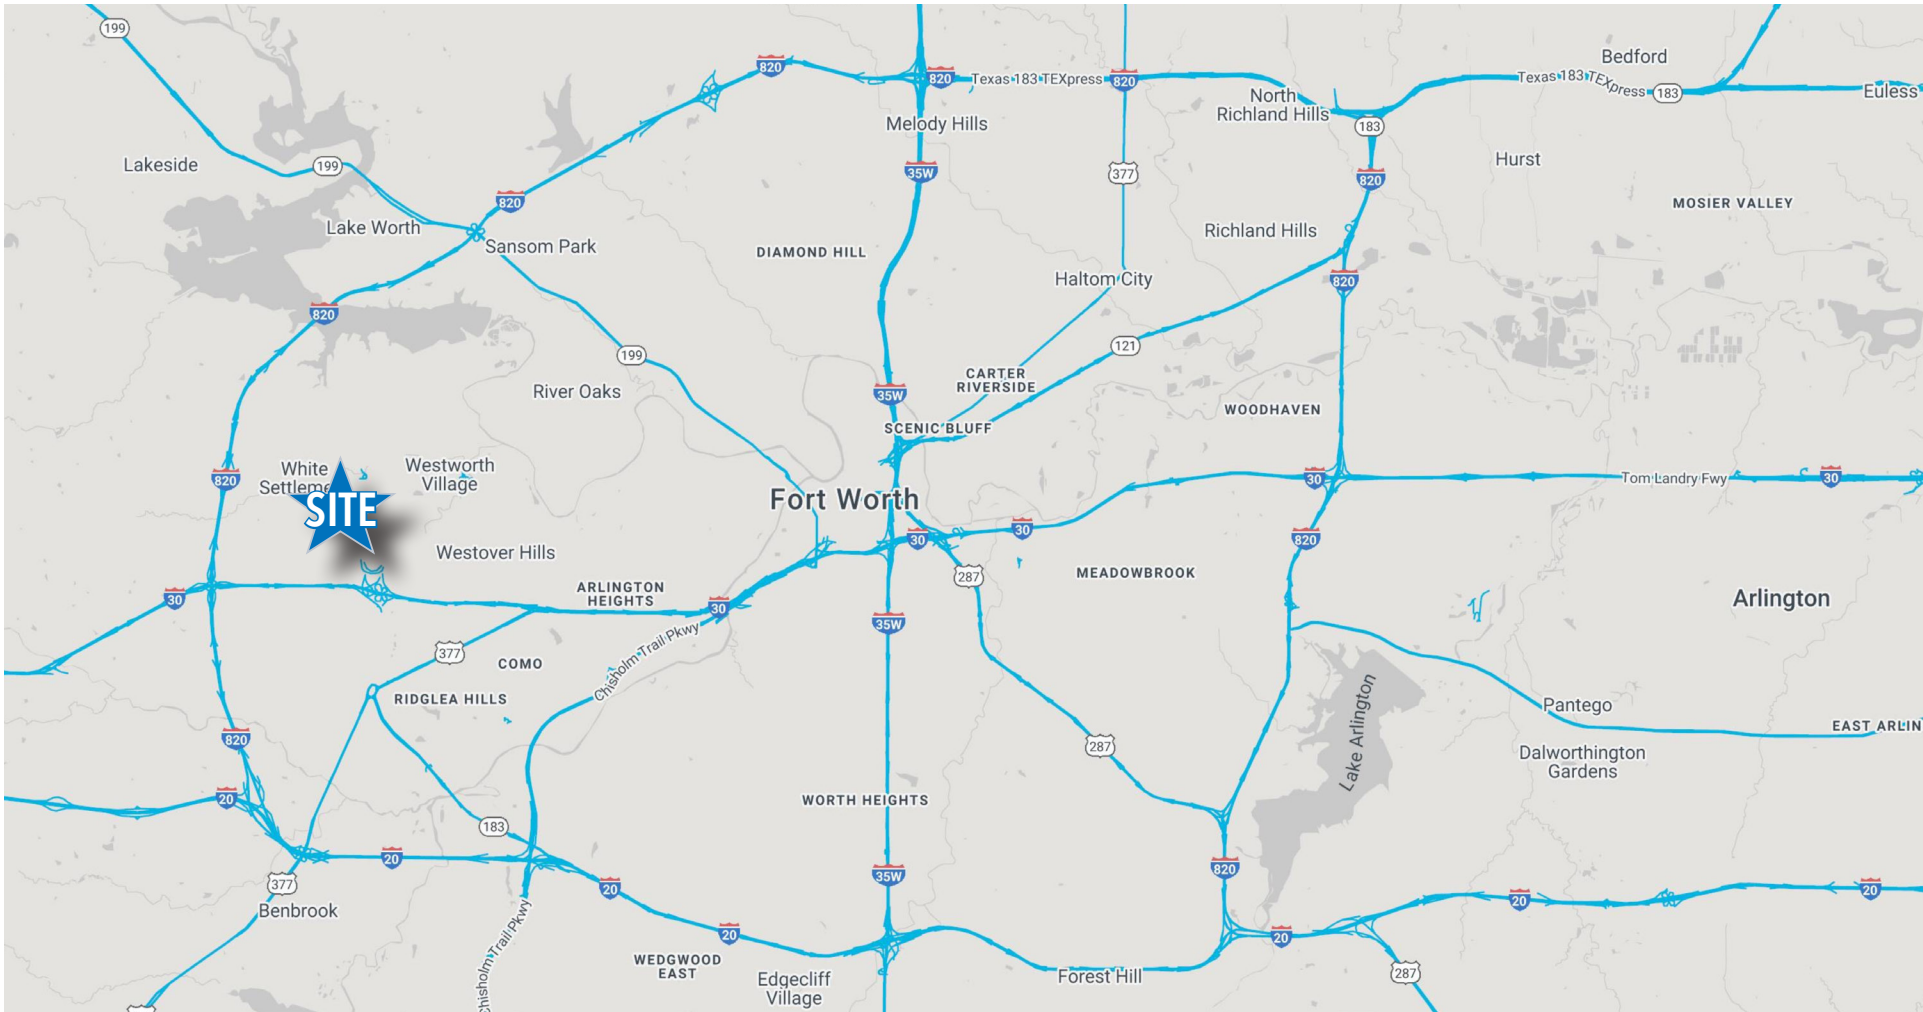 199
820
820
Texas 183 TEXpress
820
Texas 183 TEXpress
183
Bedford
Euless
North
Richland Hills
183
Melody Hills
Lakeside
199
35W
377
820
Hurst
820
MOSIER VALLEY
Lake Worth
Sansom Park
DIAMOND HILL
Richland Hills
Haltom City
820
820
199
121
River Oaks
35W
CARTER
RIVERSIDE
WOODHAVEN
SCENIC BLUFF
White
Settleme
Westworth
Village
820
SITE
Fort Worth
30
Tom Landry Fwy
30
30
30
820
Westover Hills
287
MEADOWBROOK
30
ARLINGTON
HEIGHTS
30
35W
Arlington
377
COMO
Chisholm Trail Pkwy
RIDGLEA HILLS
Lake Arlington
Pantego
EAST ARLIN
820
287
Dalworthington
Gardens
20
WORTH HEIGHTS
183
20
377
20
35W
820
20
20
Benbrook
20
20
Chisholm Trail Pkwy
WEDGWOOD
EAST
Edgecliff
Village
Forest Hill
287